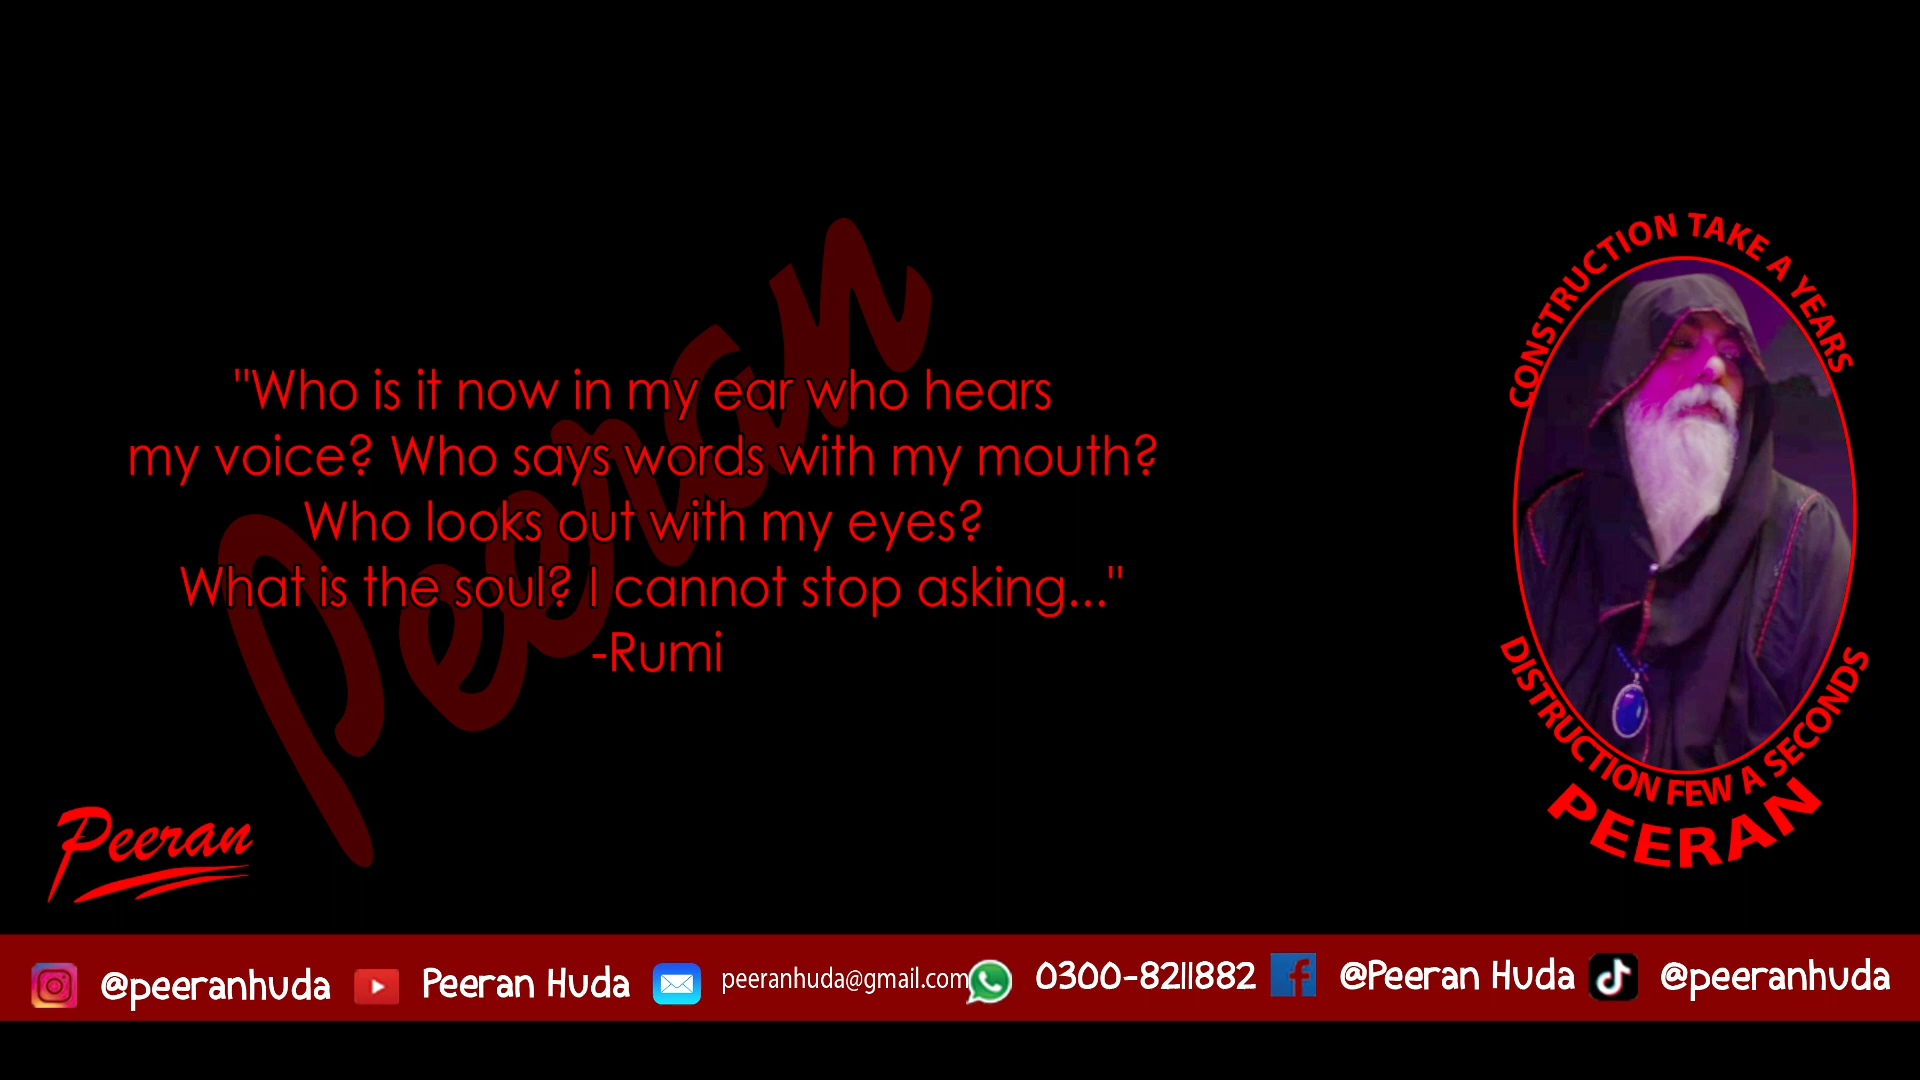 "Who is it now in my ear who hears
my voice? Who says words with my mouth?
Who looks out with my eyes?
What is the soul? I cannot stop asking..."
-Rumi
Peeran
CONSTRUCTION TAKE A YEARS
DISTRUCTION FEW A SECONDS
PEERAN
Peeran
@peeranhuda Peeran Huda peeranhuda@gmail.com 0300-8211882 @Peeran Huda @peeranhuda